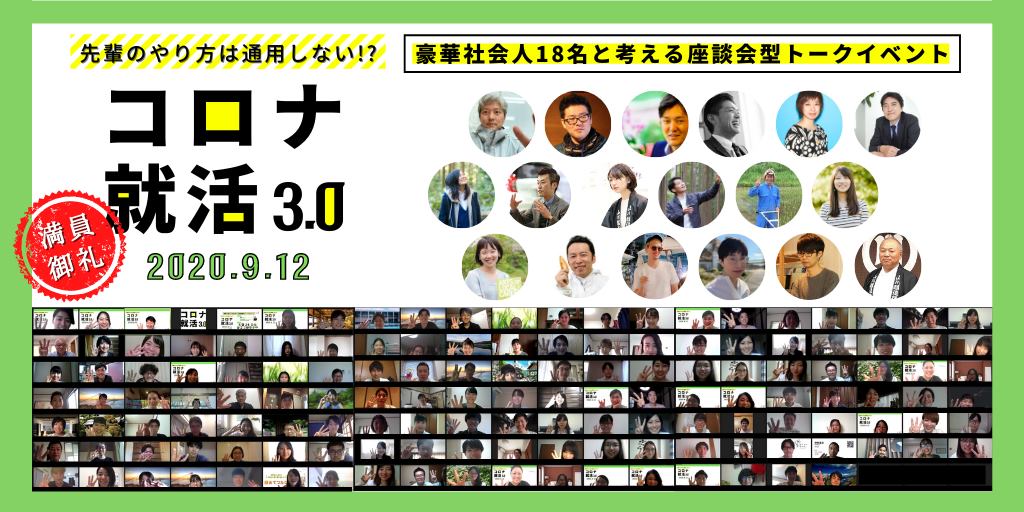 先輩のやり方は通用しない!?
豪華社会人18名と考える座談会型トークイベント
コロナ
就活 3.0
満員
御礼
2020.9.12